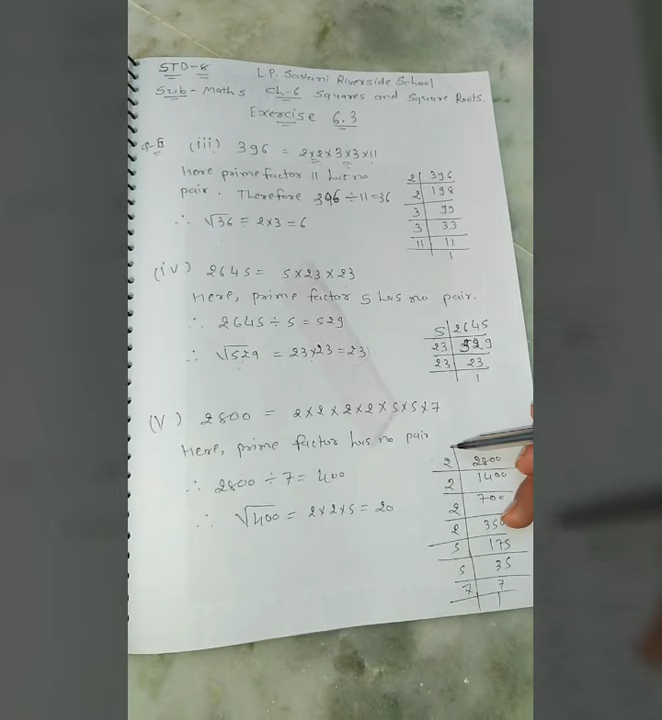 STD-8 L.P. Savani Riverside School
Sub - Maths Ch-6 Squares and Square Roots.
Exercise 6.3
Q-6 (iii) 396 = 2×2×3×3×11
Here prime factor 11 has no
pair. Therefore 396 ÷ 11 = 36
∴ √36 = 2×3 = 6
2 396
2 198
3 99
3 33
11 11
1
(iv) 2645 = 5×23×23
Here, prime factor 5 has no pair.
∴ 2645 ÷ 5 = 529
∴ √529 = 23×23 = 23
5 2645
23 529
23 23
1
(V) 2800 = 2×2×2×2×5×5×7
Here, prime factor has no pair
∴ 2800 ÷ 7 = 400
∴ √400 = 2×2×5 = 20
2 2800
2 1400
2 700
2 350
5 175
5 35
7 7
1